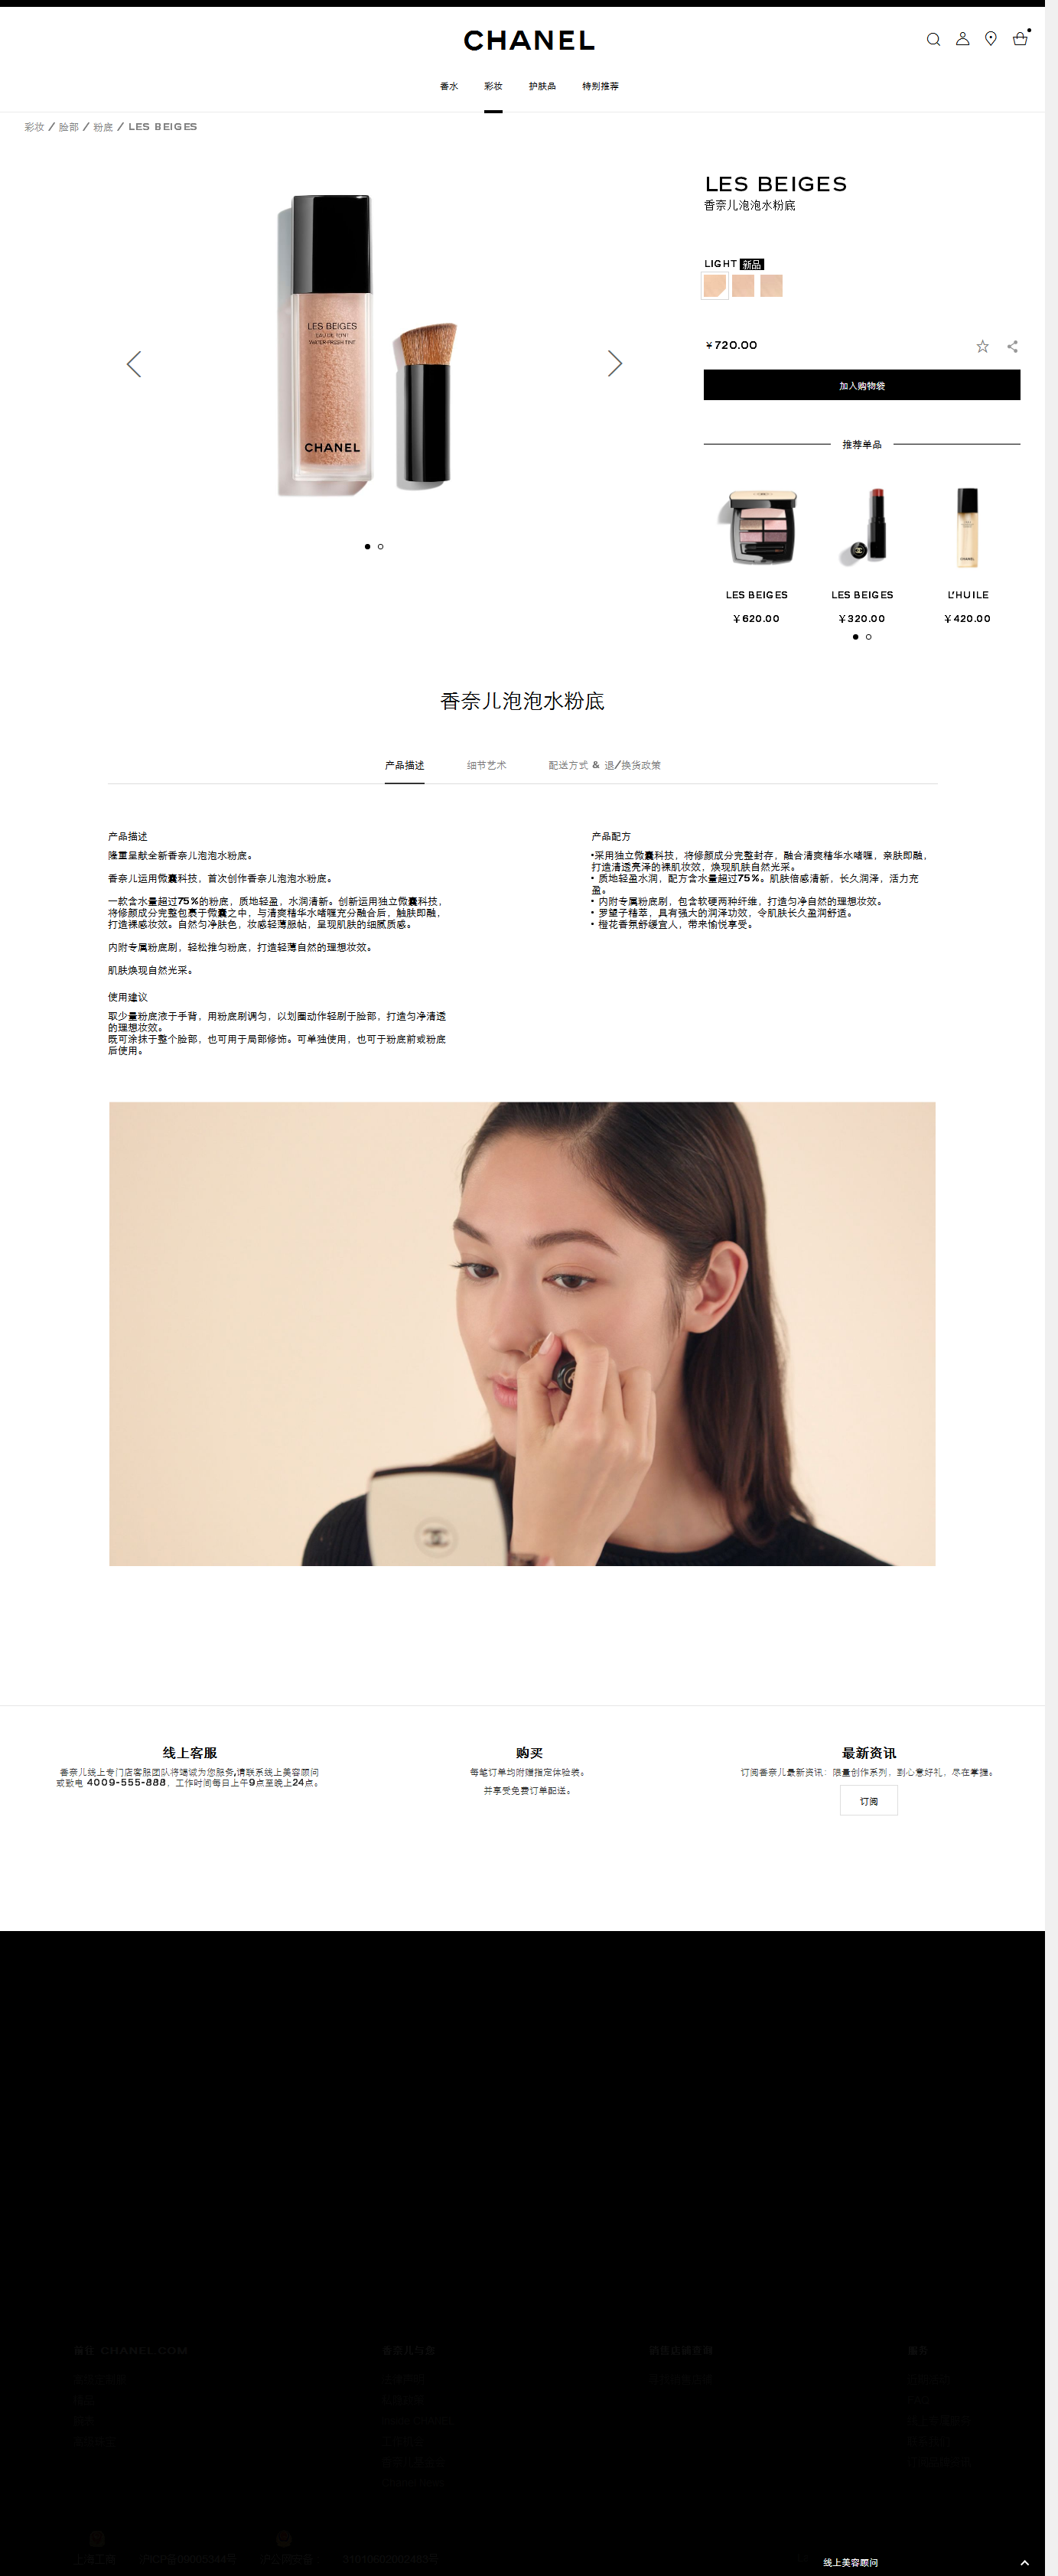 CHANEL
香水 彩妆 护肤品 特别推荐
彩妆 / 脸部 / 粉底 / LES BEIGES
LES BEIGES
EAU DE TEINT
WATER-FRESH TINT
CHANEL
LES BEIGES
香奈儿泡泡水粉底
LIGHT 新品
¥720.00
加入购物袋
推荐单品
LES BEIGES LES BEIGES L'HUILE
¥620.00 ¥320.00 ¥420.00
香奈儿泡泡水粉底
产品描述 细节艺术 配送方式 & 退/换货政策
产品描述
隆重呈献全新香奈儿泡泡水粉底。
香奈儿运用微囊科技，首次创作香奈儿泡泡水粉底。
一款含水量超过75%的粉底，质地轻盈，水润清新。创新运用独立微囊科技，
将修颜成分完整包裹于微囊之中，与清爽精华水啫喱充分融合后，触肤即融，
打造裸感妆效。自然匀净肤色，妆感轻薄服帖，呈现肌肤的细腻质感。
内附专属粉底刷，轻松推匀粉底，打造轻薄自然的理想妆效。
肌肤焕现自然光采。
使用建议
取少量粉底液于手背，用粉底刷调匀，以划圈动作轻刷于脸部，打造匀净清透
的理想妆效。
既可涂抹于整个脸部，也可用于局部修饰。可单独使用，也可于粉底前或粉底
后使用。
产品配方
•采用独立微囊科技，将修颜成分完整封存，融合清爽精华水啫喱，亲肤即融，
打造清透亮泽的裸肌妆效，焕现肌肤自然光采。
• 质地轻盈水润，配方含水量超过75%。肌肤倍感清新，长久润泽，活力充
盈。
• 内附专属粉底刷，包含软硬两种纤维，打造匀净自然的理想妆效。
• 罗望子精萃，具有强大的润泽功效，令肌肤长久盈润舒适。
• 橙花香氛舒缓宜人，带来愉悦享受。
线上客服
香奈儿线上专门店客服团队将竭诚为您服务,请联系线上美容顾问
或致电 4009-555-888，工作时间每日上午9点至晚上24点。
购买
每笔订单均附赠指定体验装。
并享受免费订单配送。
最新资讯
订阅香奈儿最新资讯：限量创作系列，到心意好礼，尽在掌握。
订阅
线上美容顾问